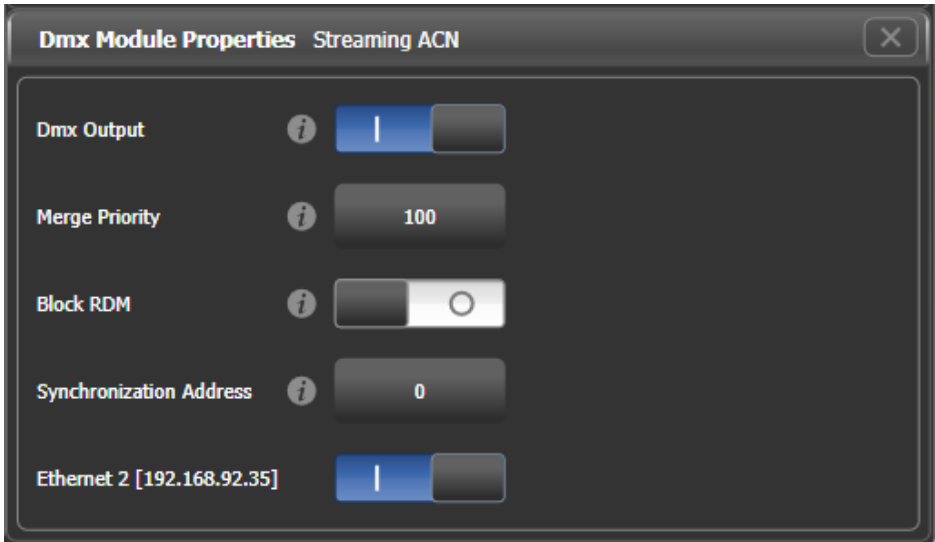 Dmx Module Properties Streaming ACN
Dmx Output
Merge Priority 100
Block RDM
Synchronization Address 0
Ethernet 2 [192.168.92.35]